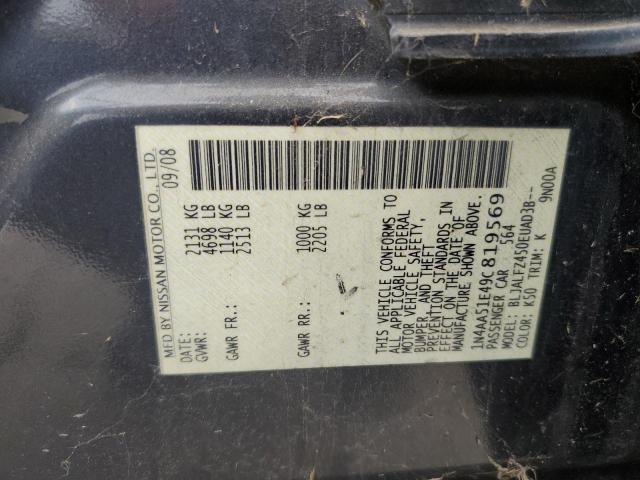 MFD BY NISSAN MOTOR CO., LTD.
DATE: 09/08
GVWR: 2131 KG
4698 LB
GAWR FR.: 1140 KG
2513 LB
GAWR RR.: 1000 KG
2205 LB
THIS VEHICLE CONFORMS TO
ALL APPLICABLE FEDERAL
MOTOR VEHICLE SAFETY,
BUMPER, AND THEFT
PREVENTION STANDARDS IN
EFFECT ON THE DATE OF
MANUFACTURE SHOWN ABOVE.
1N4AA51E49C819569
PASSENGER CAR 564
MODEL: BLJALFZ450EUAD3B--
COLOR: K50 TRIM: K 9N00A